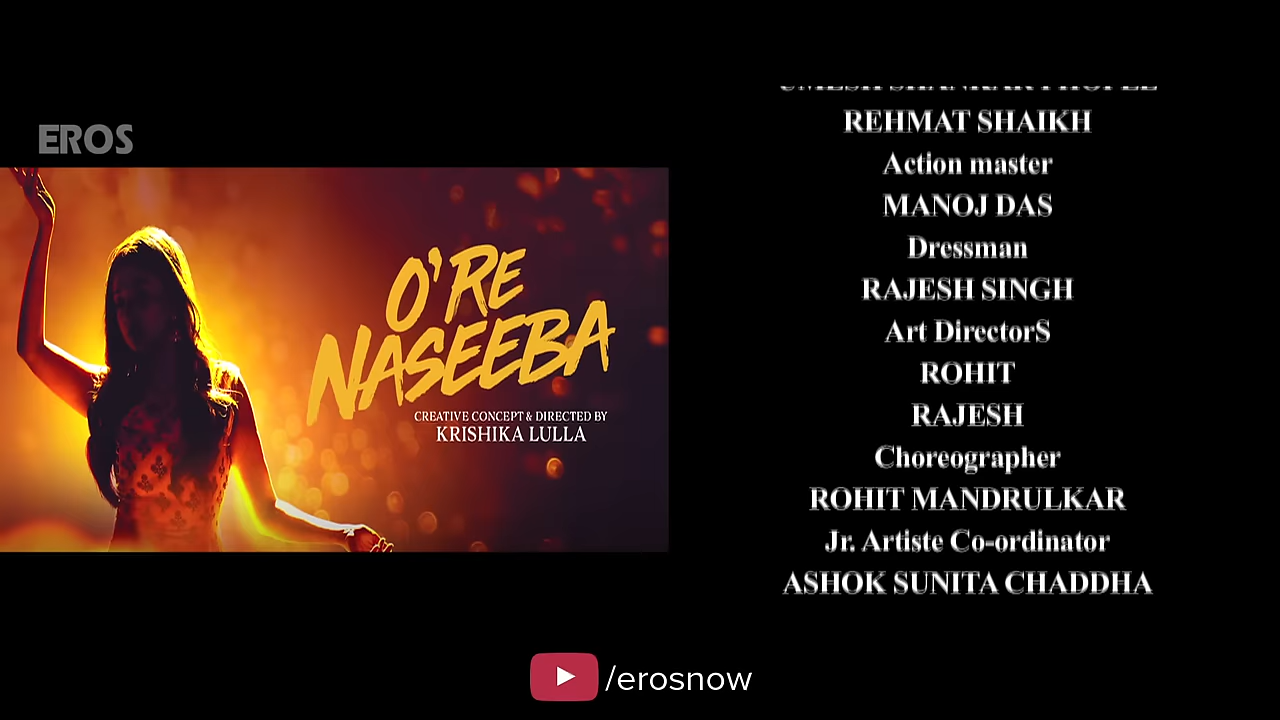 EROS
O'RE
NASEEBA
CREATIVE CONCEPT & DIRECTED BY
KRISHIKA LULLA
REHMAT SHAIKH
Action master
MANOJ DAS
Dressman
RAJESH SINGH
Art DirectorS
ROHIT
RAJESH
Choreographer
ROHIT MANDRULKAR
Jr. Artiste Co-ordinator
ASHOK SUNITA CHADDHA
/erosnow